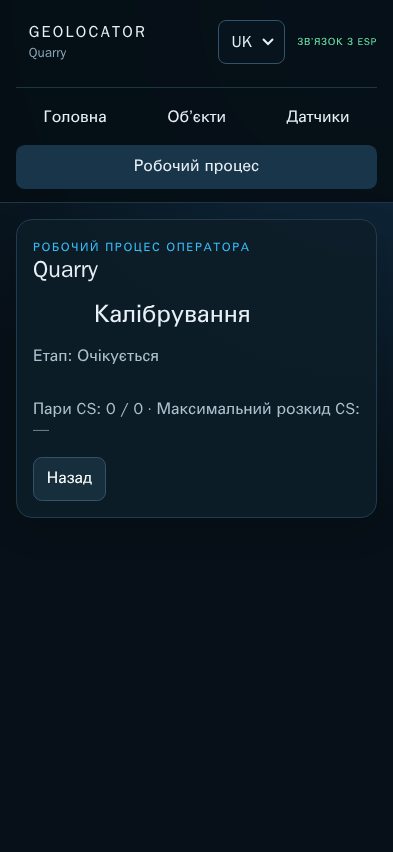 GEOLOCATOR
Quarry
UK
ЗВ'ЯЗОК З ESP
Головна
Об'єкти
Датчики
Робочий процес
РОБОЧИЙ ПРОЦЕС ОПЕРАТОРА
Quarry
Калібрування
Етап: Очікується
Пари CS: 0 / 0 · Максимальний розкид CS:
—
Назад